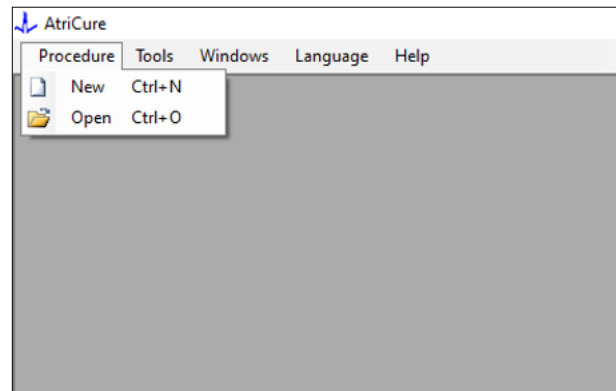 AtriCure
Procedure Tools Windows Language Help
New Ctrl+N
Open Ctrl+O